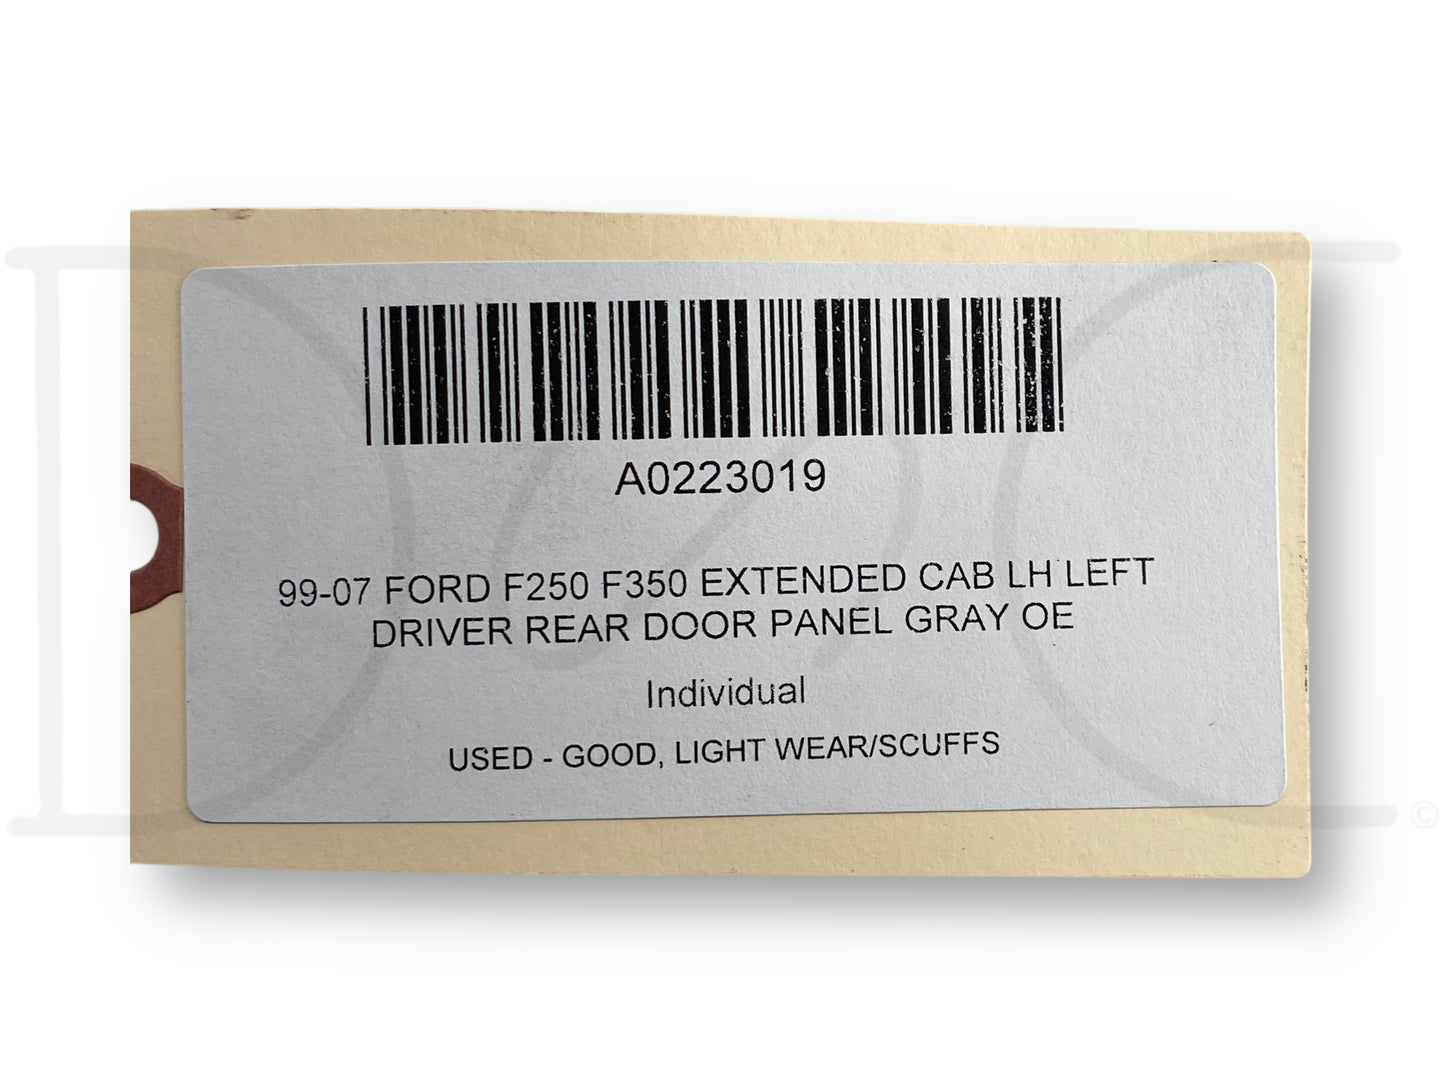 A0223019
99-07 FORD F250 F350 EXTENDED CAB LH LEFT
DRIVER REAR DOOR PANEL GRAY OE
Individual
USED - GOOD, LIGHT WEAR/SCUFFS
©